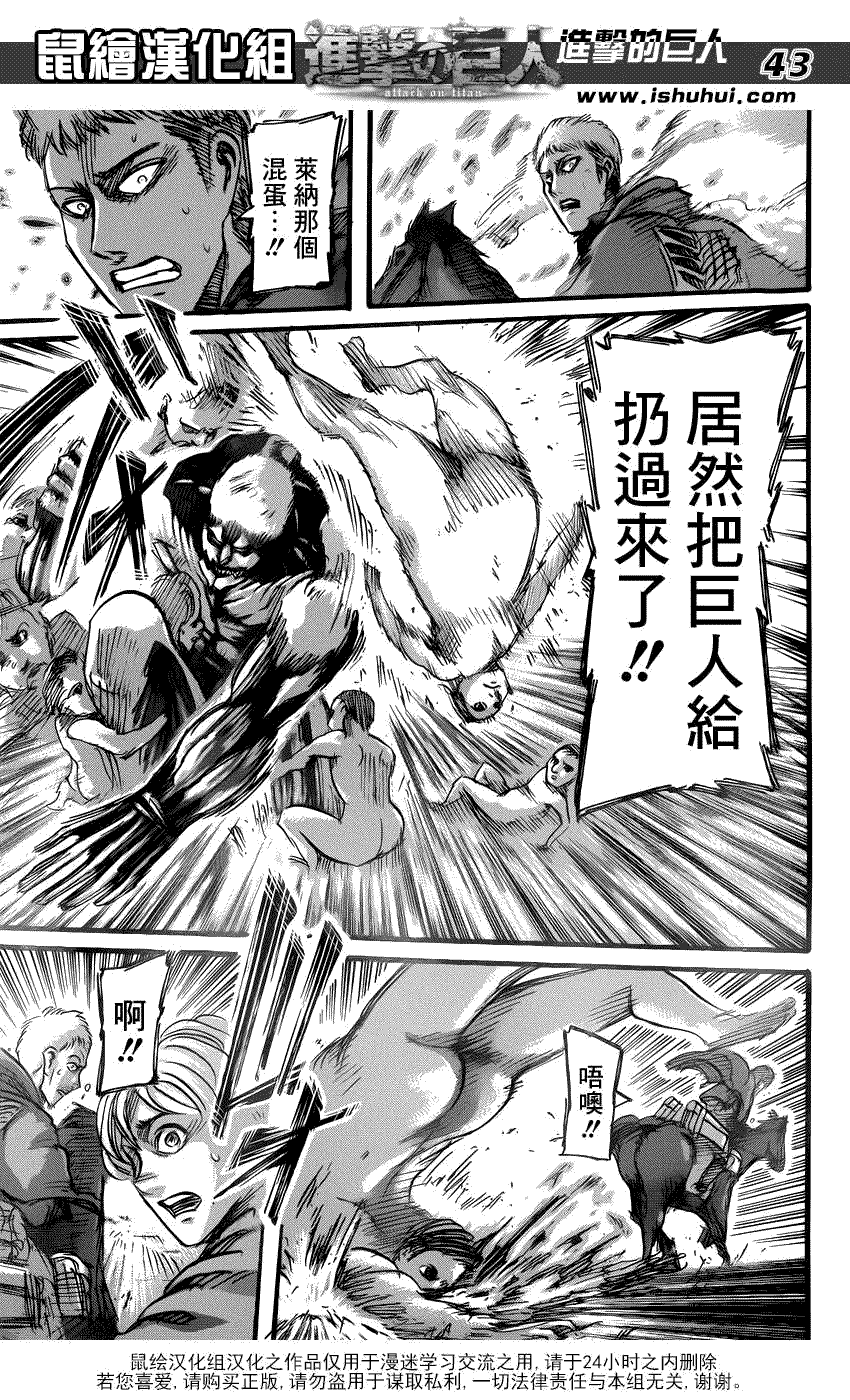 鼠繪漢化組
進撃の巨人
attack on titan
進擊的巨人
43
www.ishuhui.com
萊納那個
混蛋…!!
居然把巨人給
扔過來了!!
唔噢!!
啊!!
鼠绘汉化组汉化之作品仅用于漫迷学习交流之用,请于24小时之内删除
若您喜爱,请购买正版,请勿盗用于谋取私利,一切法律责任与本组无关,谢谢。